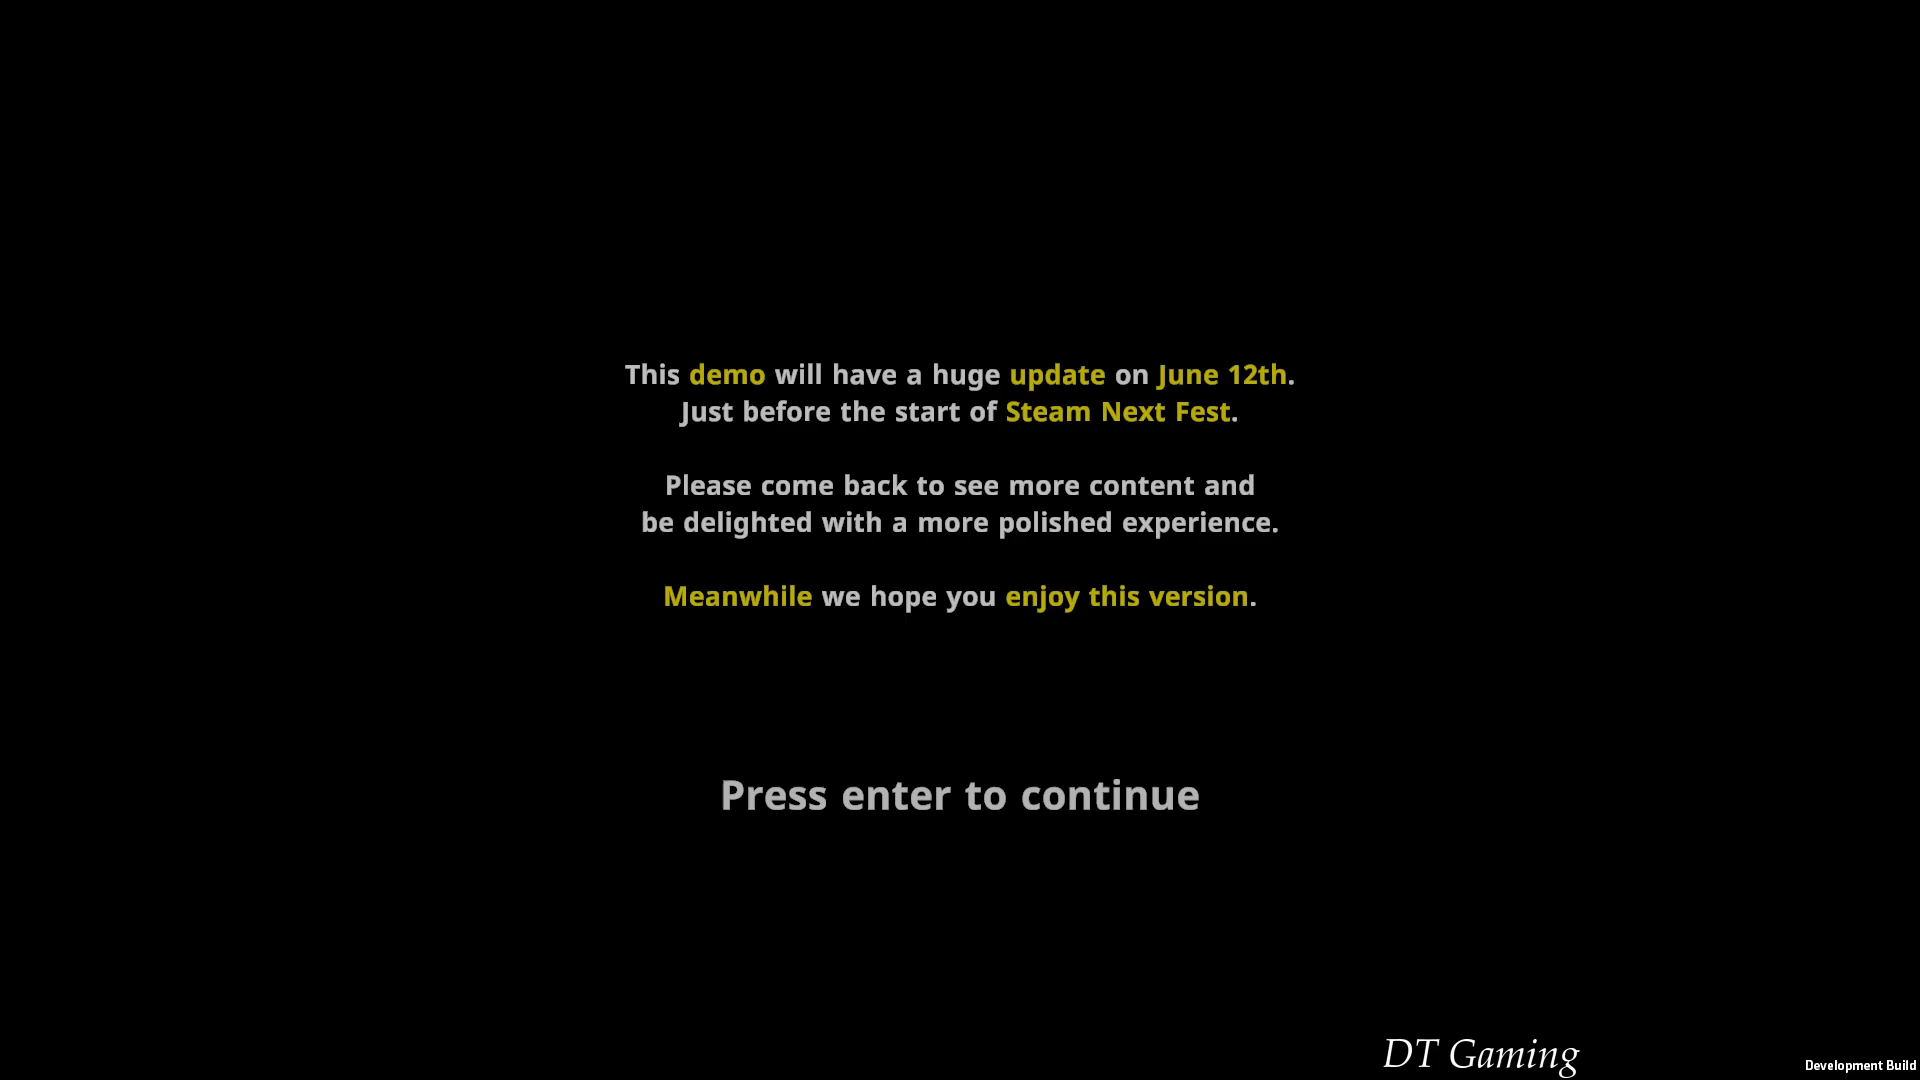 This demo will have a huge update on June 12th.
Just before the start of Steam Next Fest.
Please come back to see more content and
be delighted with a more polished experience.
Meanwhile we hope you enjoy this version.
Press enter to continue
DT Gaming
Development Build